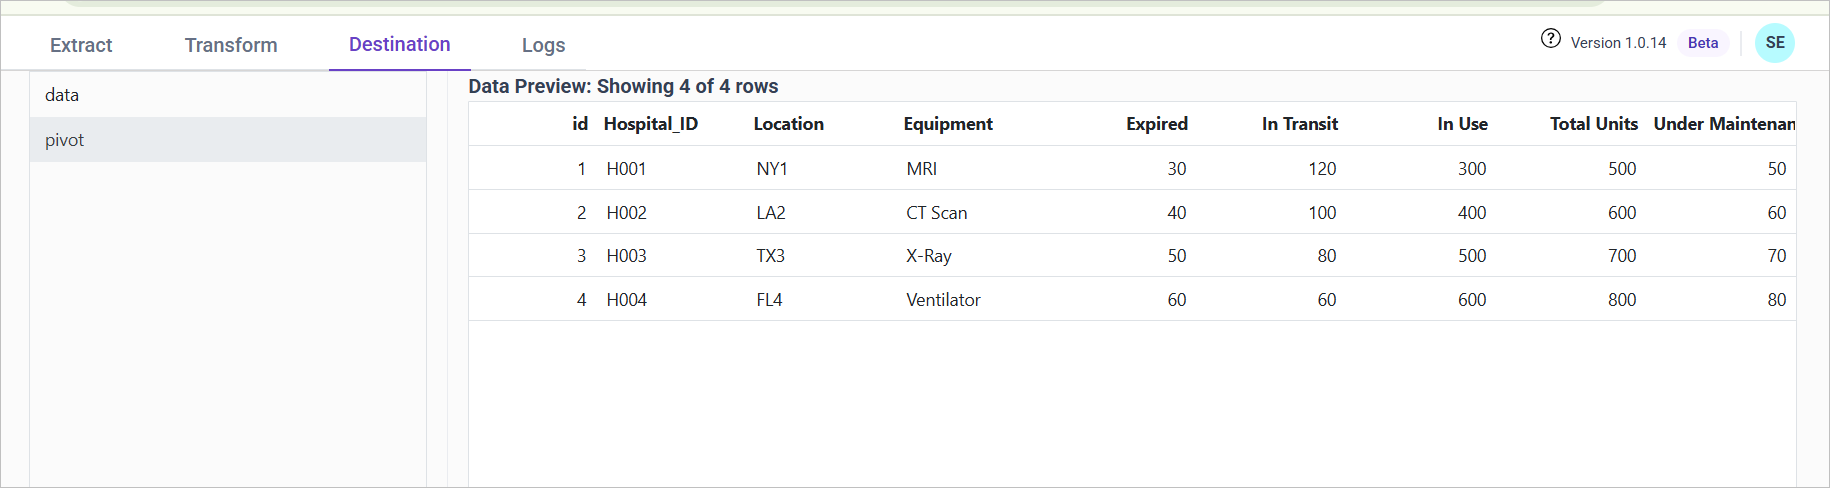 Extract Transform Destination Logs Version 1.0.14 Beta SE
data
pivot
Data Preview: Showing 4 of 4 rows
id Hospital_ID Location Equipment Expired In Transit In Use Total Units Under Maintenan
1 H001 NY1 MRI 30 120 300 500 50
2 H002 LA2 CT Scan 40 100 400 600 60
3 H003 TX3 X-Ray 50 80 500 700 70
4 H004 FL4 Ventilator 60 60 600 800 80